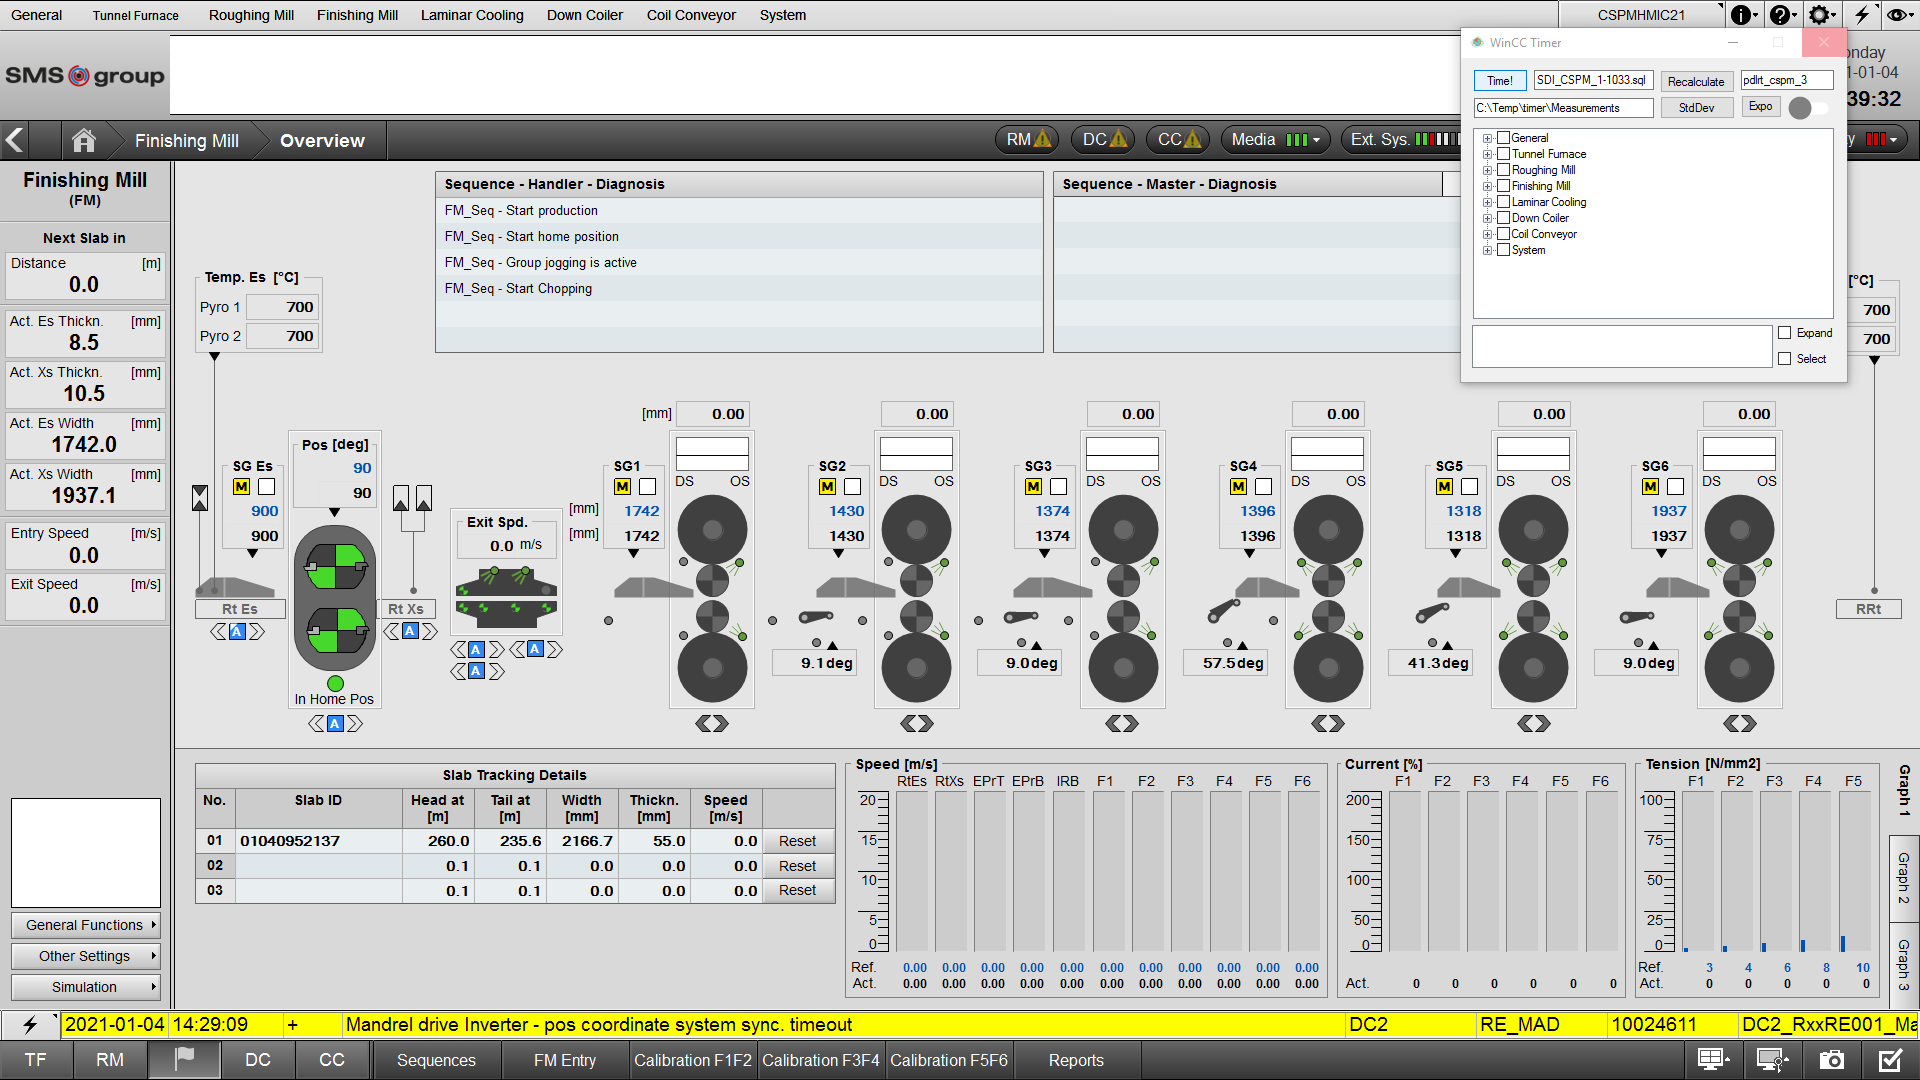 General Tunnel Furnace Roughing Mill Finishing Mill Laminar Cooling Down Coiler Coil Conveyor System CSPMHMIC21
SMS group
nday
1-01-04
39:32
WinCC Timer
Time! SDI_CSPM_1-1033.sql Recalculate pdlrt_cspm_3
C:\Temp\timer\Measurements StdDev Expo
General
Tunnel Furnace
Roughing Mill
Finishing Mill
Laminar Cooling
Down Coiler
Coil Conveyor
System
Expand
Select
Finishing Mill Overview RM DC CC Media Ext. Sys. y
Finishing Mill
(FM)
Next Slab in
Distance [m]
0.0
Act. Es Thickn. [mm]
8.5
Act. Xs Thickn. [mm]
10.5
Act. Es Width [mm]
1742.0
Act. Xs Width [mm]
1937.1
Entry Speed [m/s]
0.0
Exit Speed [m/s]
0.0
General Functions
Other Settings
Simulation
Sequence - Handler - Diagnosis
FM_Seq - Start production
FM_Seq - Start home position
FM_Seq - Group jogging is active
FM_Seq - Start Chopping
Sequence - Master - Diagnosis
Temp. Es [°C]
Pyro 1 700
Pyro 2 700
[°C]
700
700
[mm] 0.00 0.00 0.00 0.00 0.00 0.00
SG Es
M
900
900
Rt Es
A
Pos [deg]
90
90
In Home Pos
A
Rt Xs
A
Exit Spd.
0.0 m/s
A A
A
[mm]
[mm]
SG1
M
1742
1742
DS OS
SG2
M
1430
1430
DS OS
9.1deg
SG3
M
1374
1374
DS OS
9.0deg
SG4
M
1396
1396
DS OS
57.5deg
SG5
M
1318
1318
DS OS
41.3deg
SG6
M
1937
1937
DS OS
9.0deg
RRt
Slab Tracking Details
No. Slab ID Head at [m] Tail at [m] Width [mm] Thickn. [mm] Speed [m/s]
01 01040952137 260.0 235.6 2166.7 55.0 0.0 Reset
02 0.1 0.1 0.0 0.0 0.0 Reset
03 0.1 0.1 0.0 0.0 0.0 Reset
Speed [m/s]
RtEs RtXs EPrT EPrB IRB F1 F2 F3 F4 F5 F6
20
15
10
5
0
Ref. 0.00 0.00 0.00 0.00 0.00 0.00 0.00 0.00 0.00 0.00 0.00
Act. 0.00 0.00 0.00 0.00 0.00 0.00 0.00 0.00 0.00 0.00 0.00
Current [%]
F1 F2 F3 F4 F5 F6
200
150
100
50
0
Act. 0 0 0 0 0 0
Tension [N/mm2]
F1 F2 F3 F4 F5
100
75
50
25
0
Ref. 3 4 6 8 10
Act. 0 0 0 0 0
Graph 1
Graph 2
Graph 3
2021-01-04 14:29:09 + Mandrel drive Inverter - pos coordinate system sync. timeout DC2 RE_MAD 10024611 DC2_RxxRE001_Ma
TF RM DC CC Sequences FM Entry Calibration F1F2 Calibration F3F4 Calibration F5F6 Reports